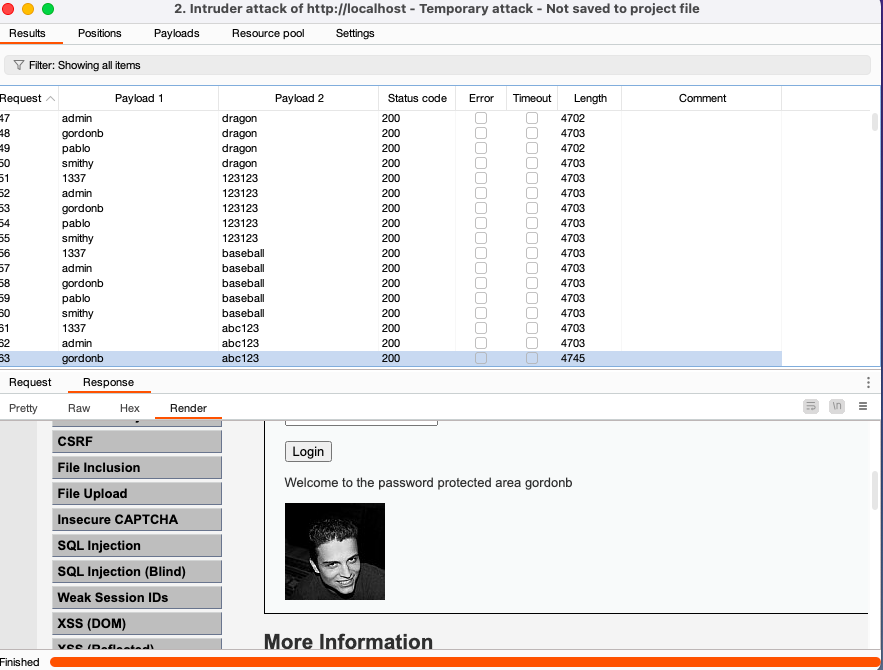 2. Intruder attack of http://localhost - Temporary attack - Not saved to project file
Results Positions Payloads Resource pool Settings
Filter: Showing all items
Request Payload 1 Payload 2 Status code Error Timeout Length Comment
47 admin dragon 200 4702
48 gordonb dragon 200 4703
49 pablo dragon 200 4702
50 smithy dragon 200 4703
51 1337 123123 200 4703
52 admin 123123 200 4703
53 gordonb 123123 200 4703
54 pablo 123123 200 4703
55 smithy 123123 200 4703
56 1337 baseball 200 4703
57 admin baseball 200 4703
58 gordonb baseball 200 4703
59 pablo baseball 200 4703
60 smithy baseball 200 4703
61 1337 abc123 200 4703
62 admin abc123 200 4703
63 gordonb abc123 200 4745
Request Response
Pretty Raw Hex Render \n
CSRF
File Inclusion
File Upload
Insecure CAPTCHA
SQL Injection
SQL Injection (Blind)
Weak Session IDs
XSS (DOM)
XSS (Reflected)
Login
Welcome to the password protected area gordonb
More Information
Finished